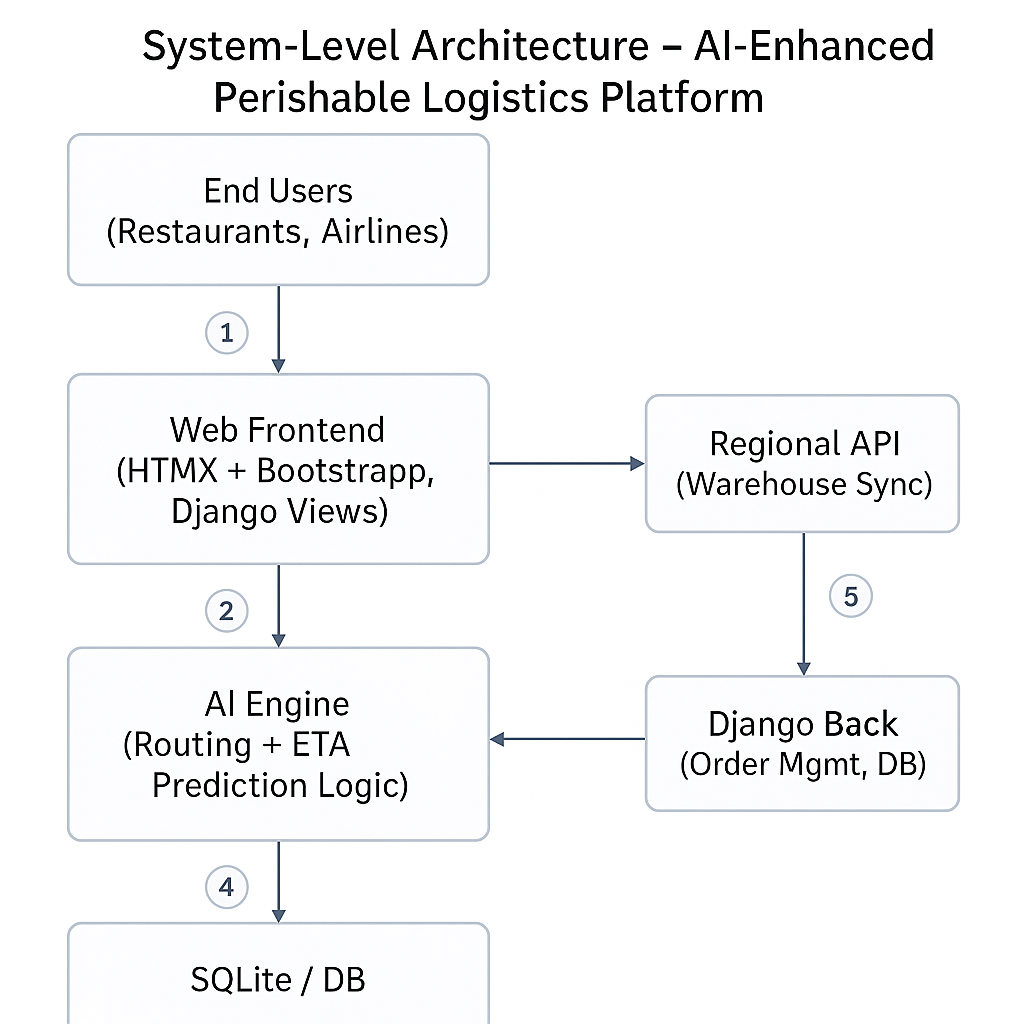 System-Level Architecture – AI-Enhanced
Perishable Logistics Platform
End Users
(Restaurants, Airlines)
1
Web Frontend
(HTMX + Bootstrapp,
Django Views)
Regional API
(Warehouse Sync)
2
5
AI Engine
(Routing + ETA
Prediction Logic)
Django Back
(Order Mgmt, DB)
4
SQLite / DB